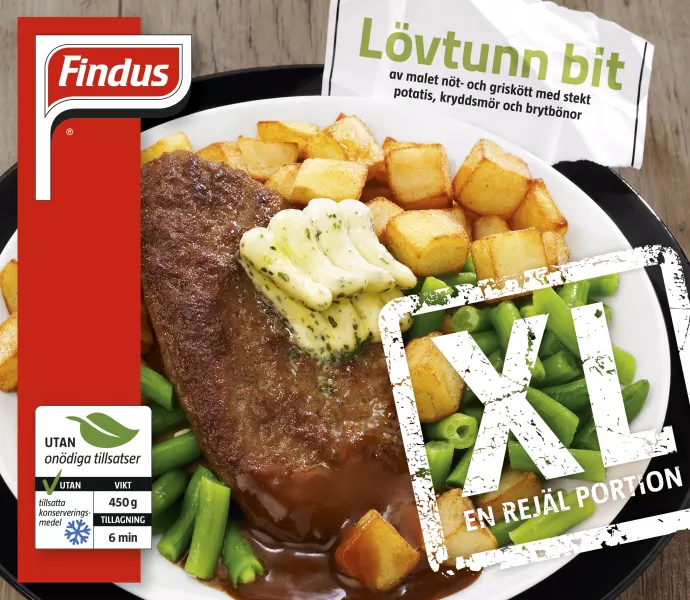 Findus
®
Lövtunn bit
av malet nöt- och griskött med stekt
potatis, kryddsmör och brytbönor
XL
EN REJÄL PORTION
UTAN
onödiga tillsatser
UTAN
tillsatta
konserverings-
medel
VIKT
450 g
TILLAGNING
6 min